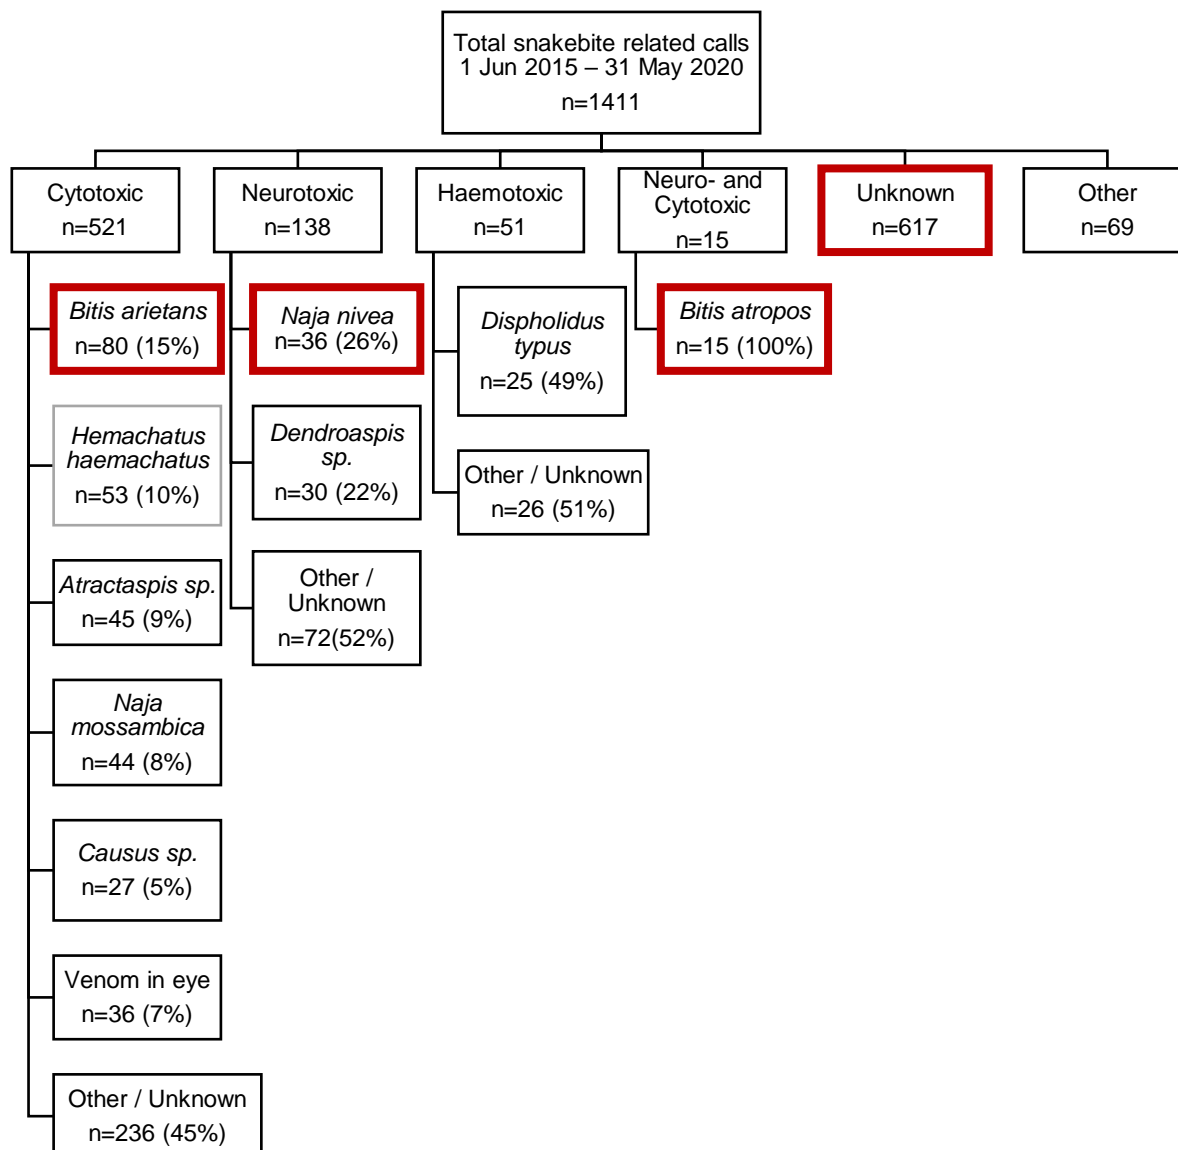 Total snakebite related calls
1 Jun 2015 – 31 May 2020
n=1411
Cytotoxic
n=521
Neurotoxic
n=138
Haemotoxic
n=51
Neuro- and
Cytotoxic
n=15
Unknown
n=617
Other
n=69
Bitis arietans
n=80 (15%)
Hemachatus
haemachatus
n=53 (10%)
Atractaspis sp.
n=45 (9%)
Naja
mossambica
n=44 (8%)
Causus sp.
n=27 (5%)
Venom in eye
n=36 (7%)
Other / Unknown
n=236 (45%)
Naja nivea
n=36 (26%)
Dendroaspis
sp.
n=30 (22%)
Other /
Unknown
n=72(52%)
Dispholidus
typus
n=25 (49%)
Other / Unknown
n=26 (51%)
Bitis atropos
n=15 (100%)